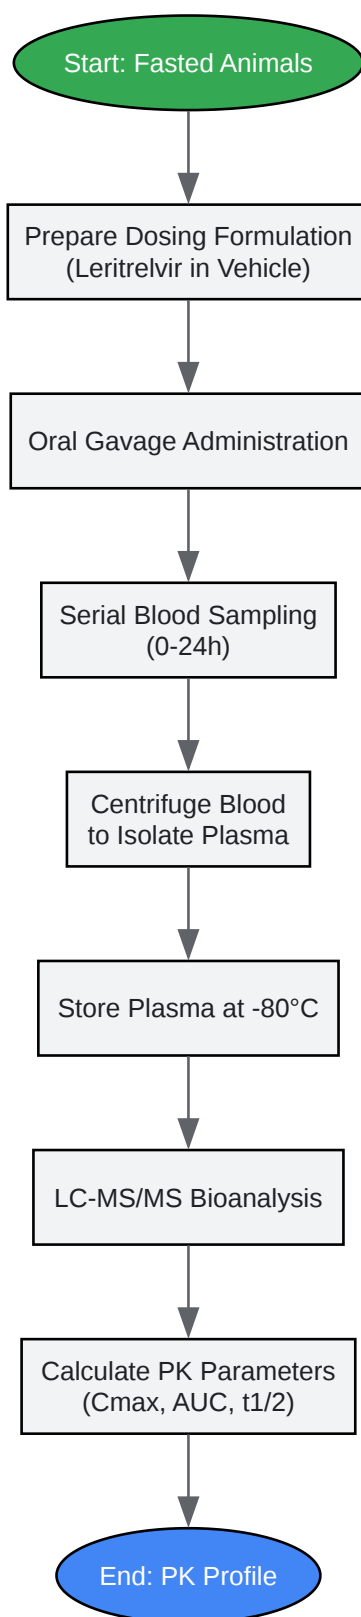 Start: Fasted Animals
Prepare Dosing Formulation
(Leritrelvir in Vehicle)
Oral Gavage Administration
Serial Blood Sampling
(0-24h)
Centrifuge Blood
to Isolate Plasma
Store Plasma at -80°C
LC-MS/MS Bioanalysis
Calculate PK Parameters
(Cmax, AUC, t1/2)
End: PK Profile